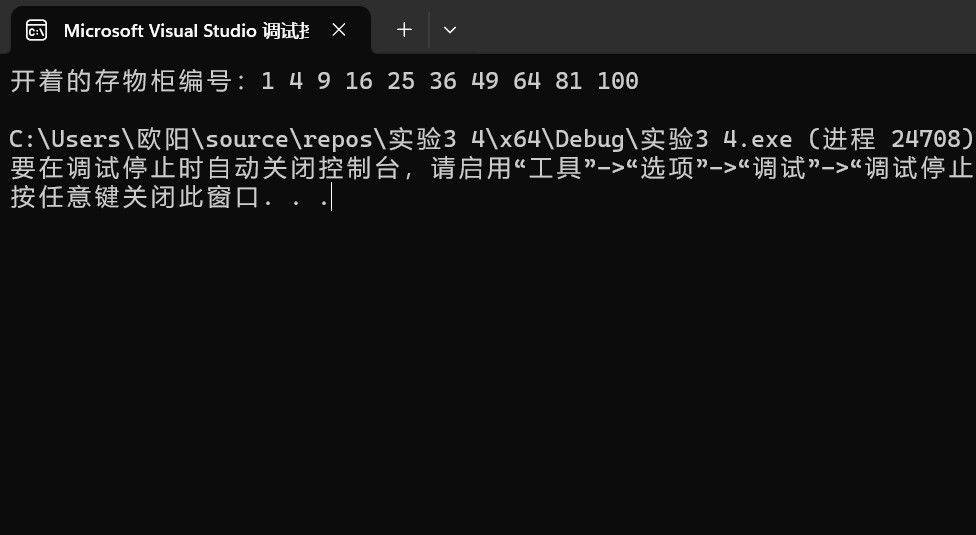 Microsoft Visual Studio 调试
开着的存物柜编号：1 4 9 16 25 36 49 64 81 100
C:\Users\欧阳\source\repos\实验3 4\x64\Debug\实验3 4.exe (进程 24708)
要在调试停止时自动关闭控制台，请启用“工具”->“选项”->“调试”->“调试停止
按任意键关闭此窗口. . .